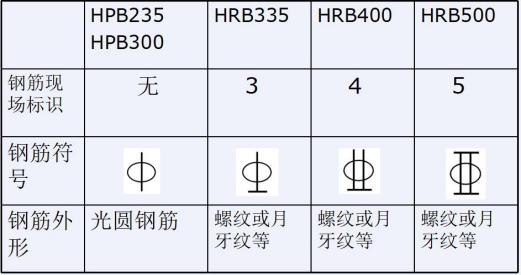 HPB235
HPB300
HRB335
HRB400
HRB500
钢筋现
场标识
无
3
4
5
钢筋符
号
钢筋外
形
光圆钢筋
螺纹或月
牙纹等
螺纹或月
牙纹等
螺纹或月
牙纹等